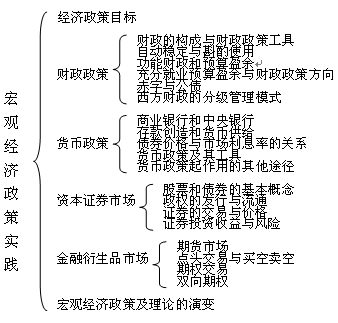 经济政策目标
财政的构成与财政政策工具
自动稳定与斟酌使用
功能财政和预算盈余
充分就业预算盈余与财政政策方向
赤字与公债
西方财政的分级管理模式
财政政策
宏观经济政策实践
商业银行和中央银行
存款创造和货币供给
债券价格与市场利息率的关系
货币政策及其工具
货币政策起作用的其他途径
货币政策
股票和债券的基本概念
政权的发行与流通
证券的交易与价格
证券投资收益与风险
资本证券市场
期货市场
点头交易与买空卖空
期权交易
双向期权
金融衍生品市场
宏观经济政策及理论的演变